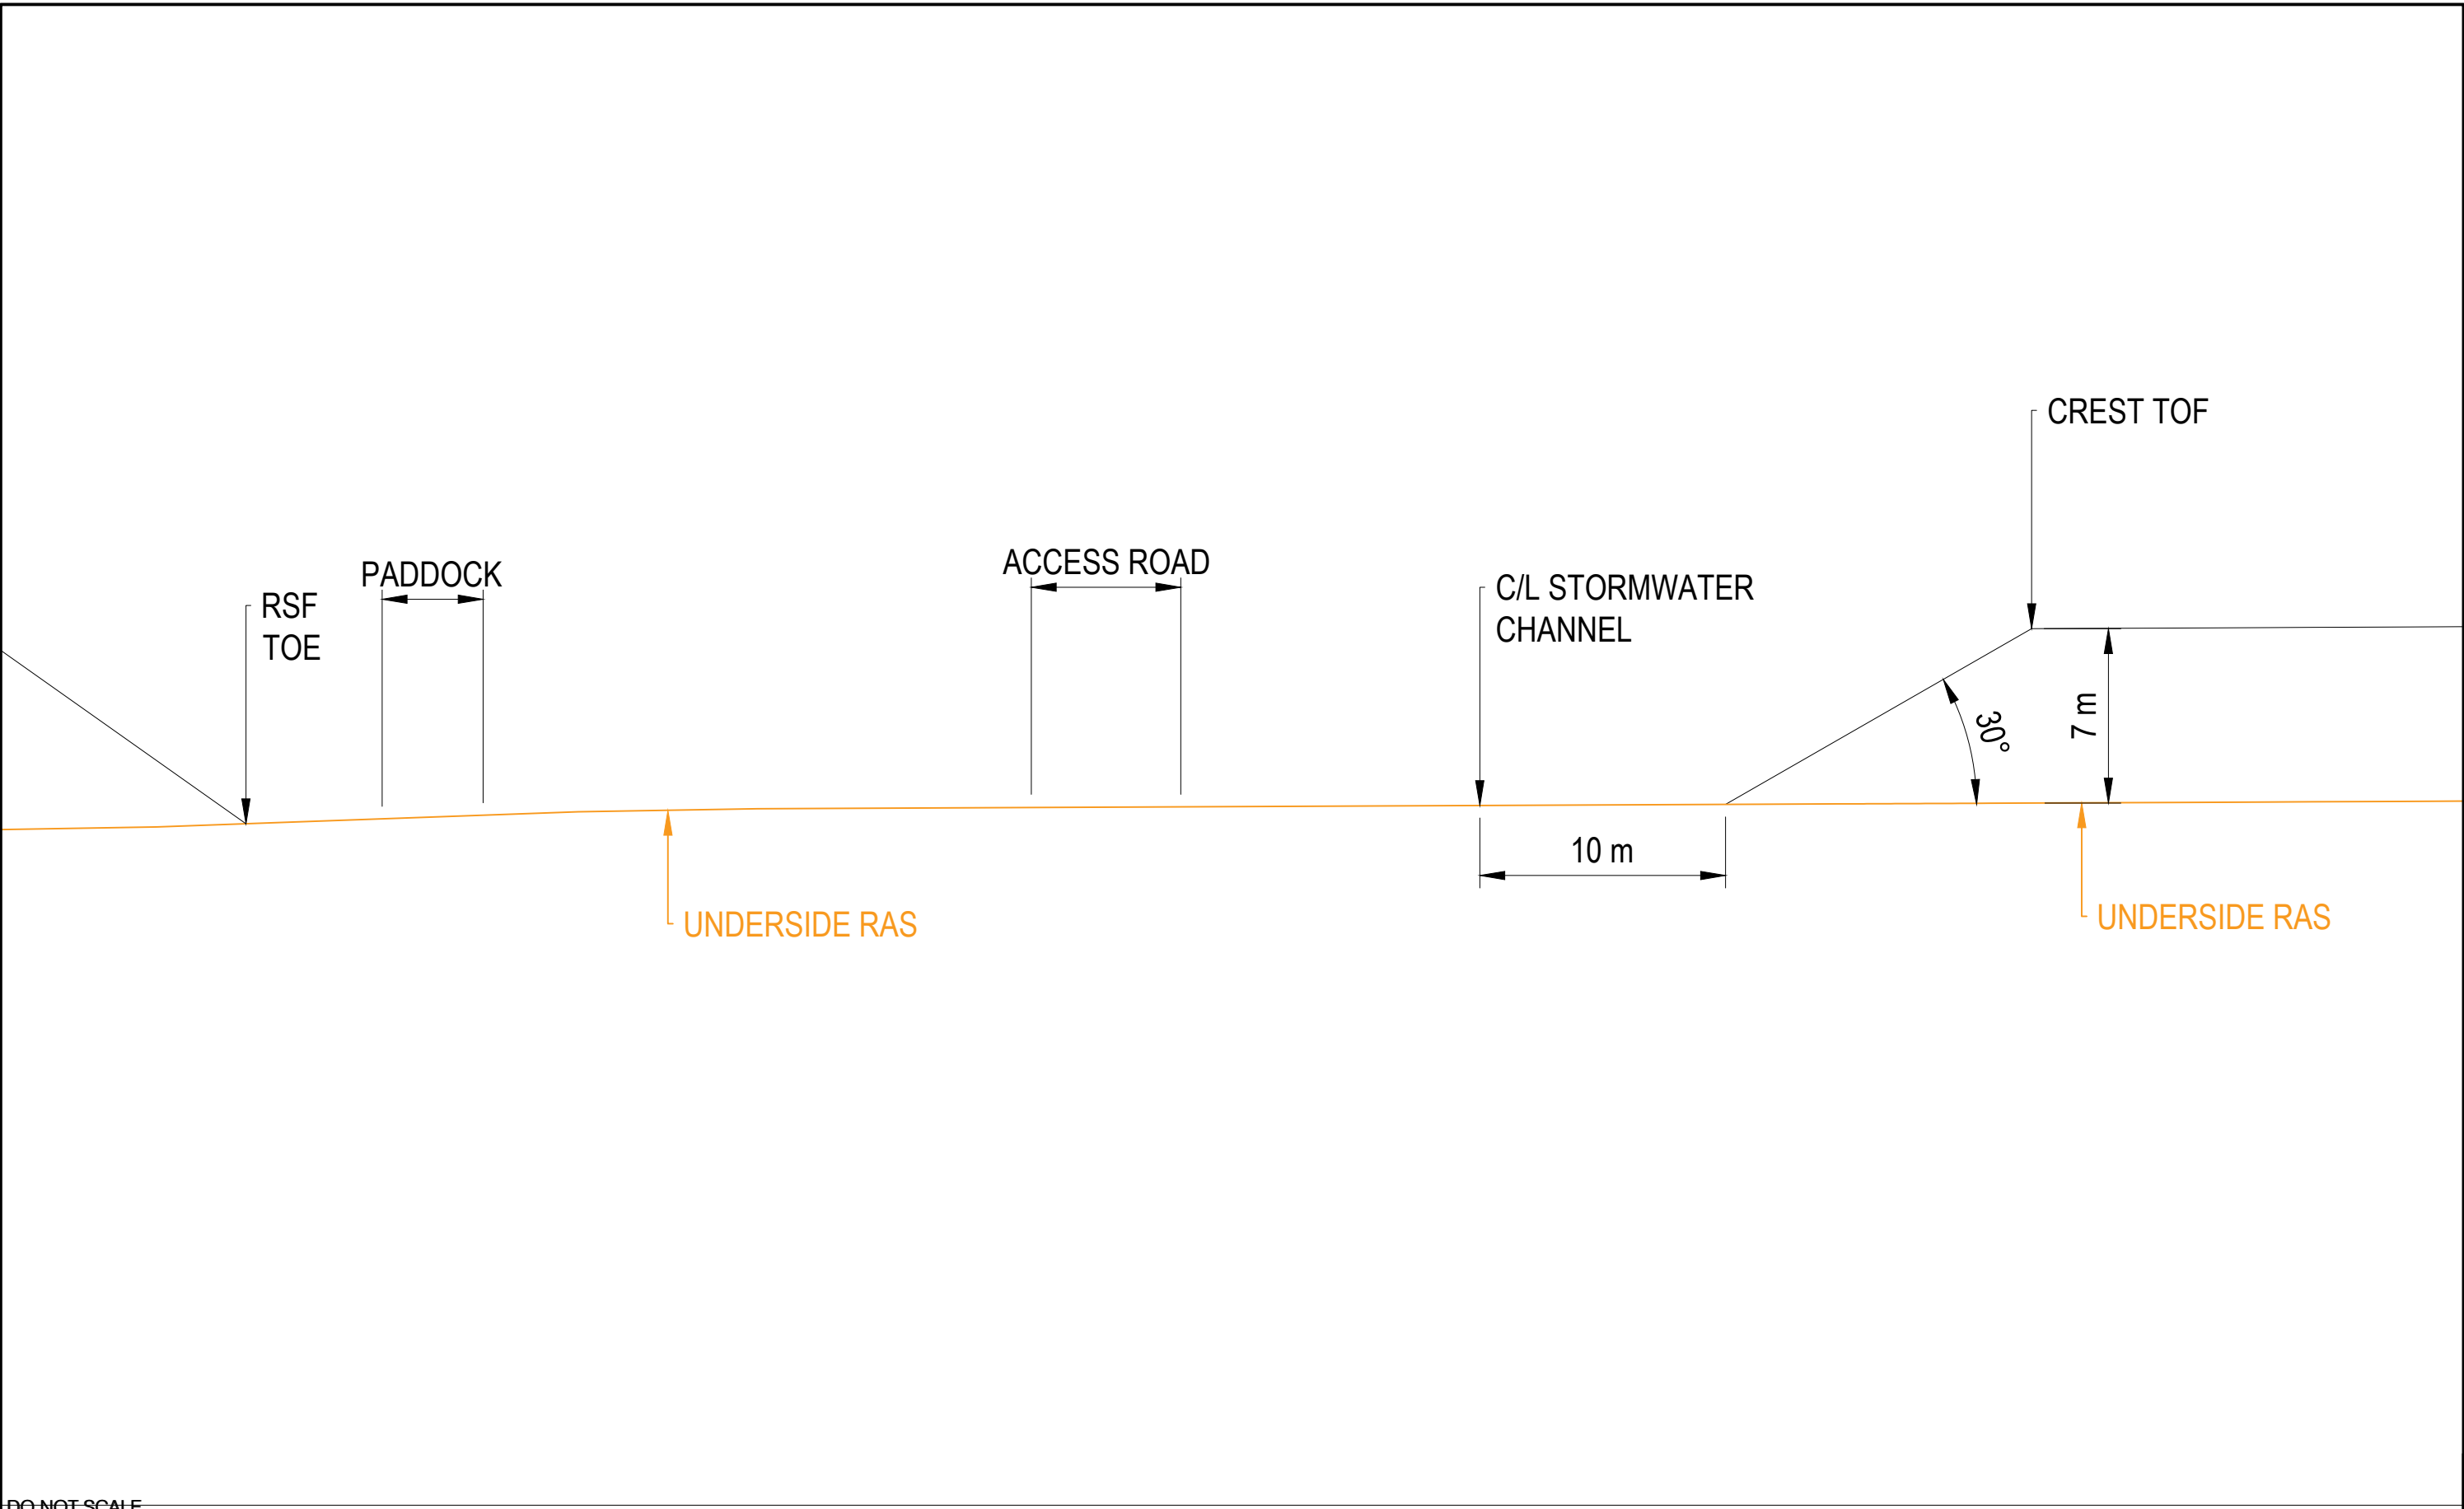 CREST TOF
ACCESS ROAD
PADDOCK
RSF
TOE
C/L STORMWATER
CHANNEL
30°
7 m
10 m
UNDERSIDE RAS
UNDERSIDE RAS
DO NOT SCALE